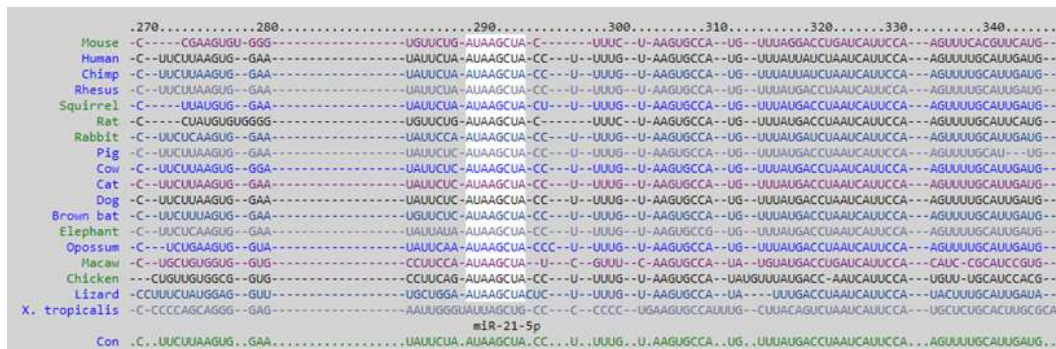 .270..............280............................290................300.........310...........320........330..........340......
Mouse -C-----CGAAGUGU-GGG------------------UGUUCUG-AUAAGCUA-C---------UUUC--U-AAGUGCCA--UG--UUUAGGACCUGAUCAUUCCA---AGUUUCACGUUCAUG--
Human -C--UUCUUAAGUG--GAA------------------UAUUCUA-AUAAGCUA-CC---U--UUUG--U-AAGUGCCA--UG--UUUAUUAUCUAAUCAUUCCA---AGUUUUGCAUUGAUG--
Chimp -C--UUCUUAAGUG--GAA------------------UAUUCUA-AUAAGCUA-CC---U--UUUG--U-AAGUGCCA--UG--UUUAUUAUCUAAUCAUUCCA---AGUUUUGCAUUGAUG--
Rhesus -C--UUCUUAAGUG--GAA------------------UAUUCUA-AUAAGCUA-CC---U--UUUG--U-AAGUGCCA--UG--UUUAUUAUCUAAUCAUUCCA---AGUUUUGCAUUGAUG--
Squirrel -C-----UUAUGUG--GAA------------------UAUUCUA-AUAAGCUA-CU---U--UUUG--U-AAGUGCCA--UG--UUUAUGACCUAAUCAUUCCA---AGUUUUGCAUUGAUG--
Rat -C-----CUAUGUGUGGGG------------------UGUUCUG-AUAAGCUA-C---------UUUC--U-AAGUGCCA--UG--UUUAUGACCUGAUCAUUCCA---AGUUUUGCAUUCAUG--
Rabbit -C--UUCUCAAGUG--GAA------------------UAUUCCA-AUAAGCUA-CC---U--UUUG--U-AAGUGCCA--UG--UUUAUGAUCUAAUCAUUCCA---AGUUUUGCAUUGAUG--
Pig -C--UUCUUAAGUG--GAA------------------UAUUCUC-AUAAGCUA-CC---U--UUUG--U-AAGUGCCA--UG--UUUAUGACCUAAUCAUUCCA---AGUUUUGCAU---UG--
Cow -C--UUCUUAAGUG--GGA------------------UAUUCUC-AUAAGCUA-CC---U--UUUG--U-AAGUGCCA--UG--UUUAUGACCUAAUCAUUCCA---AGUUUUGCAUUGAUG--
Cat -C--UUCUUAAGUG--GAA------------------UAUUCUC-AUAAGCUA-CC---U--UUUG--U-AAGUGCCA--UG--UUUAUGACCUAAUCAUUCCA---AGUUUUGCAUUGAUG--
Dog -C--UUCUUAAGUG--GAA------------------UAUUCUC-AUAAGCUA-CC---U--UUUG--U-AAGUGCCA--UG--UUUAUGACCUAAUCAUUCCA---AGUUUUGCAUUGAUG--
Brown bat -C--UUCUUUAGUG--GAA------------------UGUUCUC-AUAAGCUA-CC---U--UUUG--U-AAGUGCCA--UG--UUUAUGACCUAAUCAUUCCA---AGUUUUGCAUUGAUG--
Elephant -C--UUCUUAAGUG--GAA------------------UAUUAUA-AUAAGCUA-CC---U--UUUG--U-AAGUGCCG--UG--UUUAUGACCUAAUCAUUCCA---AGUUUUGCAUUGAUG--
Opossum -C---UCUGAAGUG--GUA------------------UAUUCAA-AUAAGCUA-CCC--U--UUUG--U-AAGUGCCA--UG--UUUAUGACCUAAUCAUUCCA---AGUUUUGCAUUGAUG--
Macaw -C--UGCUGUGGUG--GUG------------------CCUUCCA-AUAAGCUA--U---C--GUUU--C-AAGUGCCA--UA--UGUAUGACCUAAUCAUUCCA---CAUC-CGCAUCCGUG--
Chicken ---CUGUUGUGGCG--GUG------------------CCUUCAG-AUAAGCUA-CC---U--UUUG--U-AAGUGCCA--UAUGUUUAUGACC-AAUCAUUCCA---UGUU-UGCAUCCACG--
Lizard -CCUUUCUAUGGAG--GUU------------------UGCUGGA-AUAAGCUACUC---U--UUUG--U-AAGUGCCA--UA-----UUUGACCUAAUCAUUCCA---UACUUUGCAUUGAUA--
X. tropicalis -C-CCCCAGCAGGG--GAG------------------AAUUGGGUAUUAGCUG-CC---C--CCCC---UGAAGUGCCAUUUG--CUUACAGUCUAAUCAUUCCA---UGCUCUGCACUUGCGCA
miR-21-5p
Con .C..UUCUUAAGUG..GAA..................UAUUCUA.AUAAGCUA.CC...U..UUUG..U.AAGUGCCA..UG..UUUAUGACCUAAUCAUUCCA...AGUUUUGCAUUGAUG..